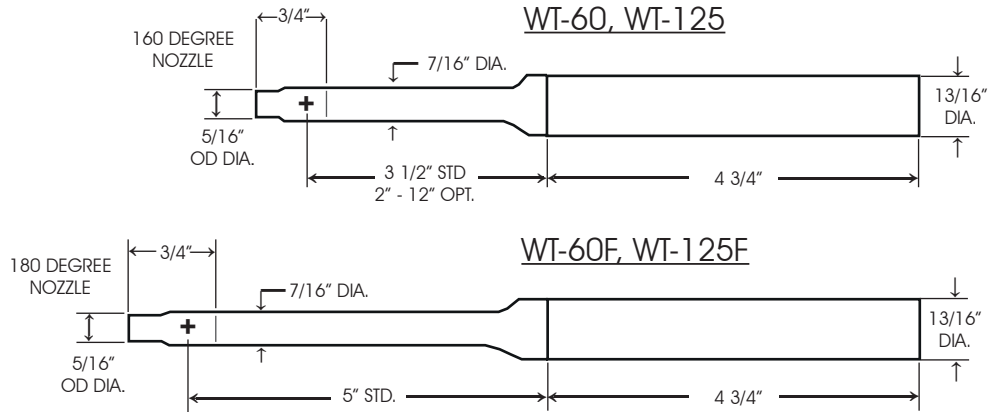 3/4"
WT-60, WT-125
160 DEGREE
NOZZLE
7/16" DIA.
13/16"
DIA.
5/16"
OD DIA.
3 1/2" STD
2" - 12" OPT.
4 3/4"
WT-60F, WT-125F
3/4"
180 DEGREE
NOZZLE
7/16" DIA.
13/16"
DIA.
5/16"
OD DIA.
5" STD.
4 3/4"